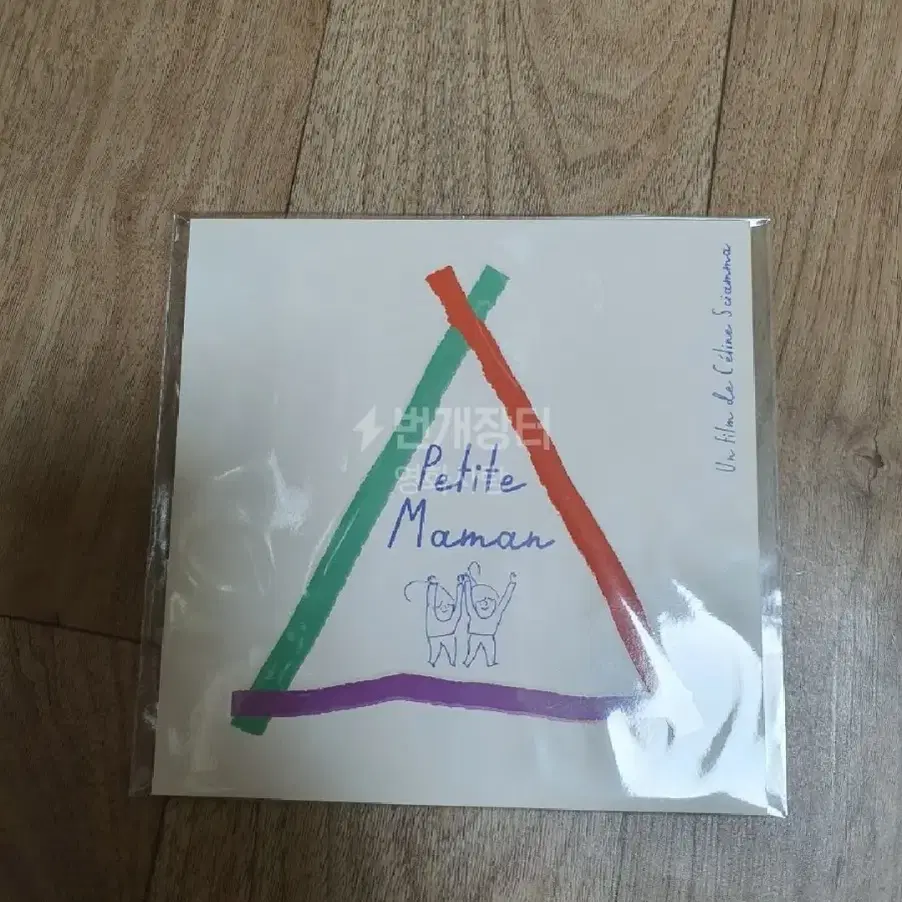 Un film de Céline Sciamma
번개장터
Petite
Maman